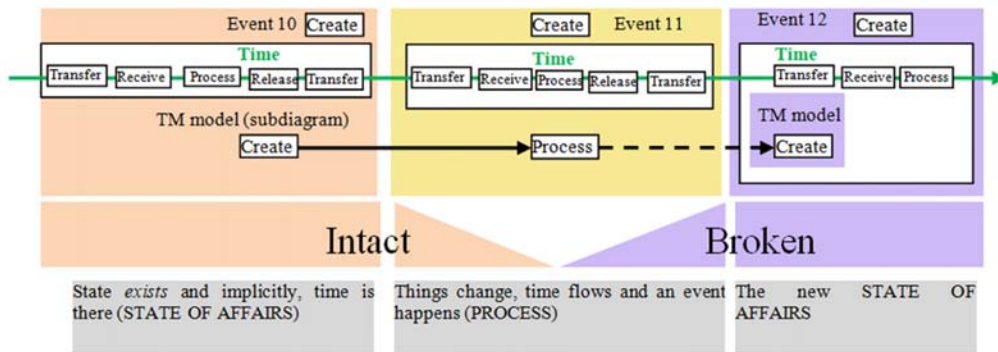 Event 10 Create
Create Event 11
Event 12 Create
Time
Transfer Receive Process Release Transfer
Time
Transfer Receive Process Release Transfer
Time
Transfer Receive Process
TM model (subdiagram)
Create
Process
TM model
Create
Intact
Broken
State exists and implicitly, time is
there (STATE OF AFFAIRS)
Things change, time flows and an event
happens (PROCESS)
The new STATE OF
AFFAIRS